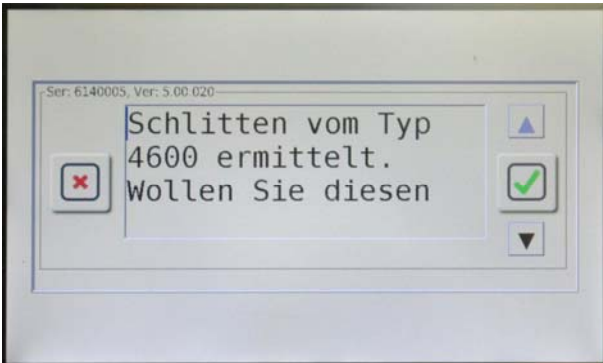 Ser: 6140005, Ver: 5.00.020
Schlitten vom Typ
4600 ermittelt.
Wollen Sie diesen